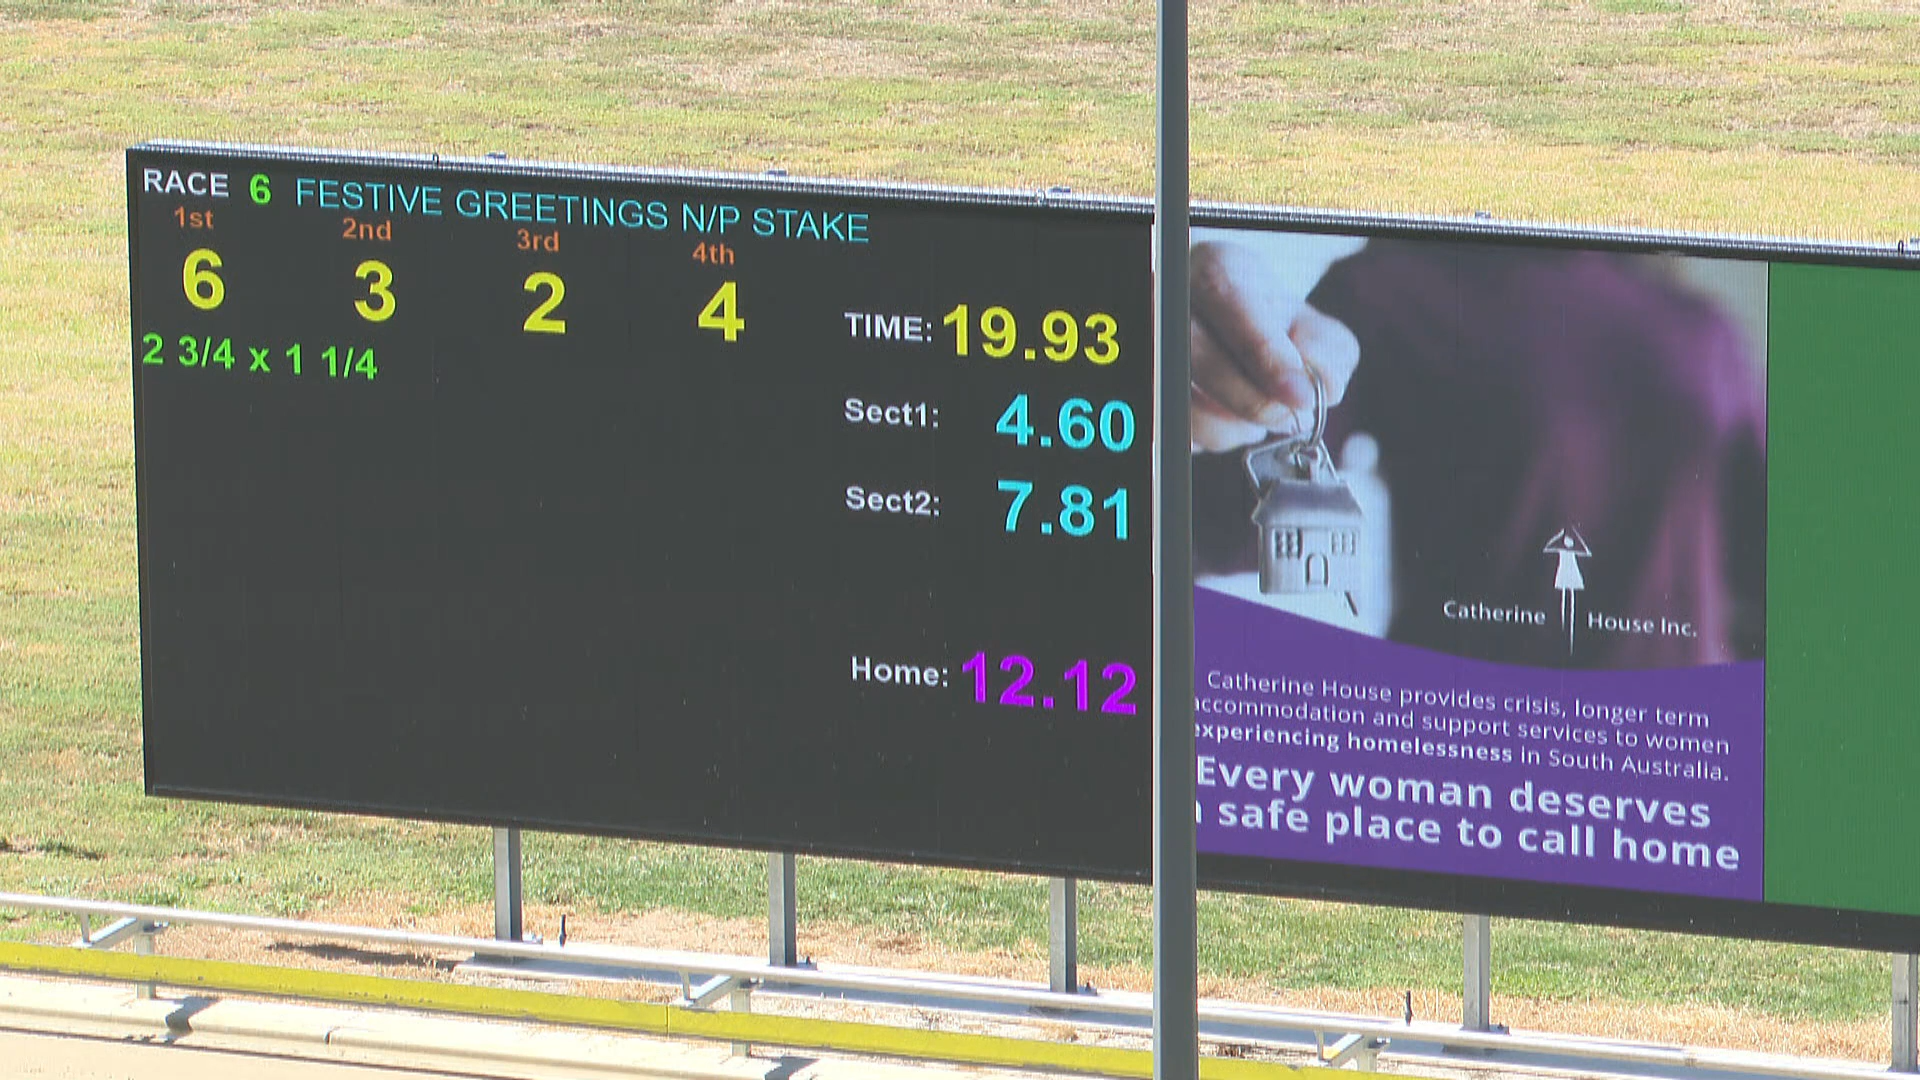 RACE 6 FESTIVE GREETINGS N/P STAKE
1st 2nd 3rd 4th
6 3 2 4
2 3/4 x 1 1/4
TIME: 19.93
Sect1: 4.60
Sect2: 7.81
Home: 12.12
Catherine House Inc.
Catherine House provides crisis, longer term
accommodation and support services to women
experiencing homelessness in South Australia.
Every woman deserves
safe place to call home